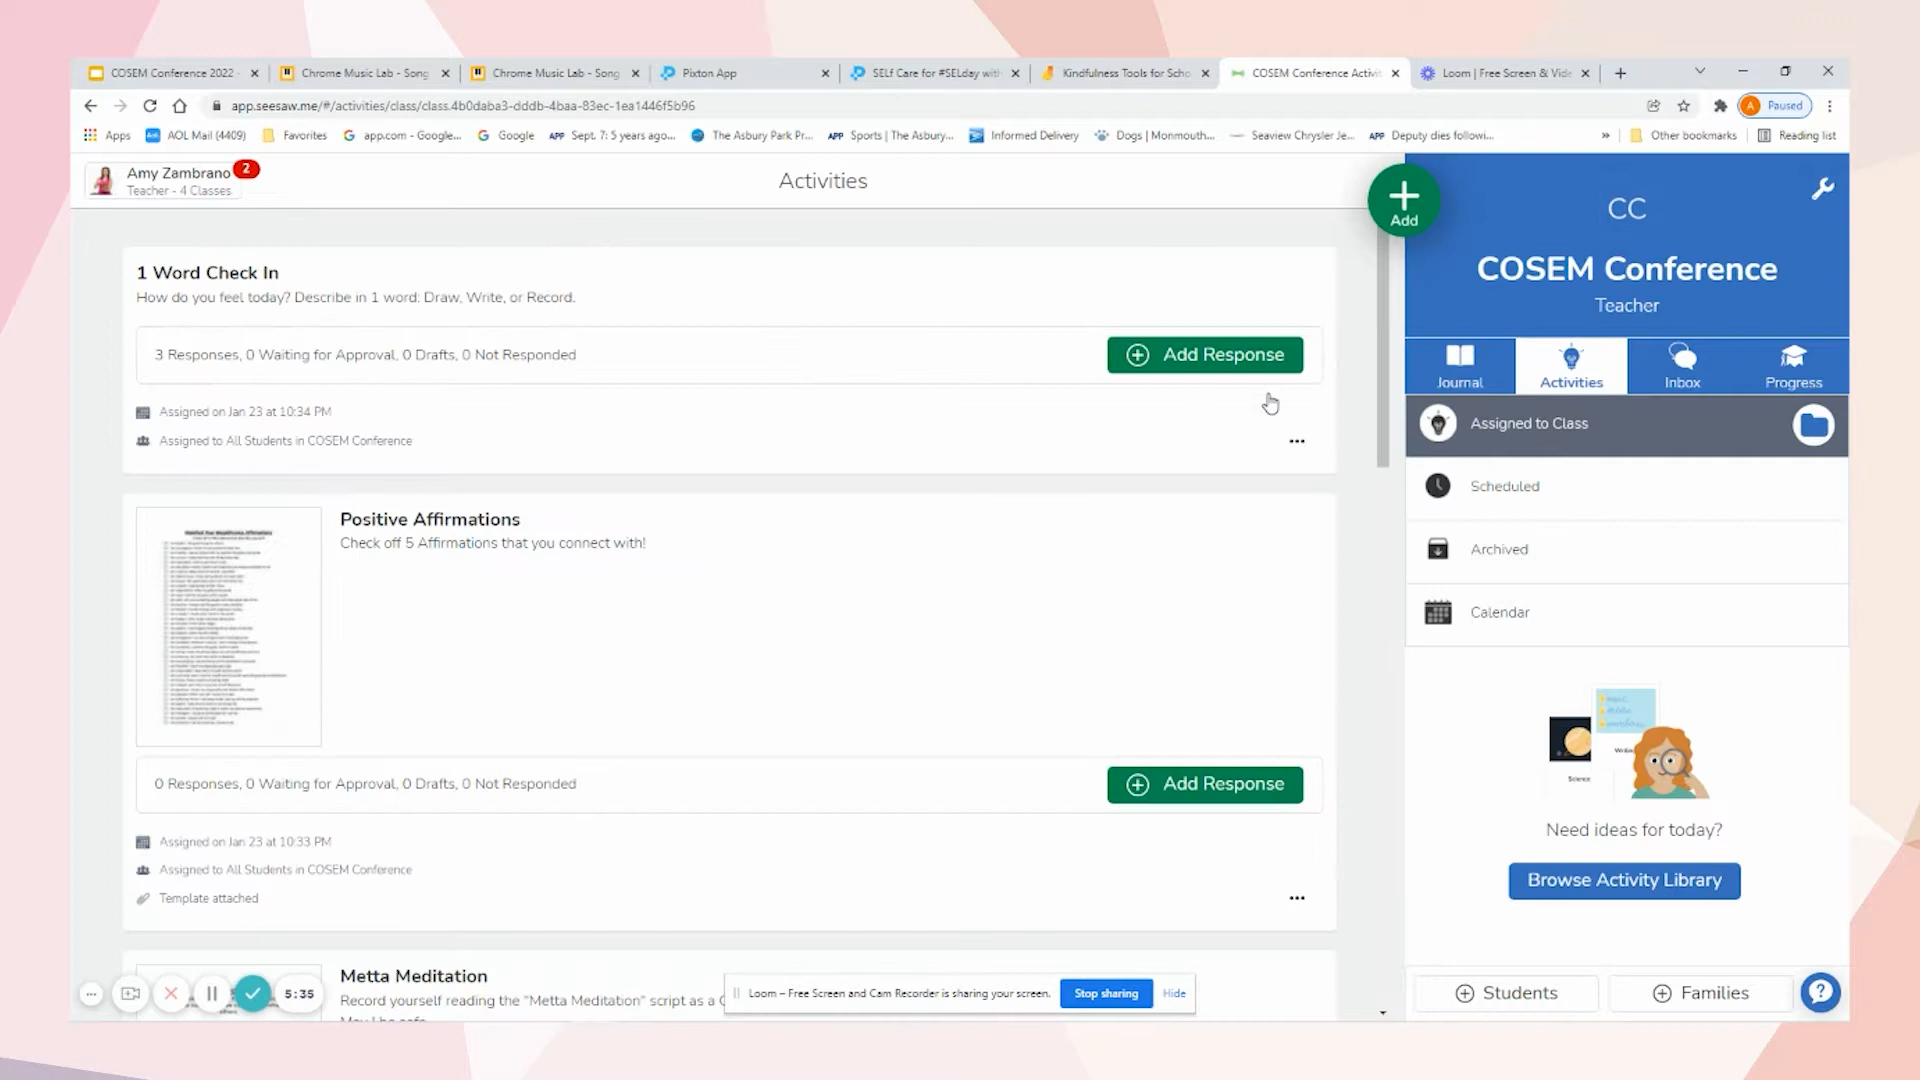 COSEM Conference 2022 -
Chrome Music Lab - Song
Chrome Music Lab - Song
Pixton App
SELf Care for #SELday with
Kindfulness Tools for Scho
COSEM Conference Activit
Loom | Free Screen & Vide
app.seesaw.me/#/activities/class/class.4b0daba3-dddb-4baa-83ec-1ea1446f5b96
A Paused
Apps
AOL Mail (4409)
Favorites
app.com - Google...
Google
APP Sept. 7: 5 years ago...
The Asbury Park Pr...
APP Sports | The Asbury...
Informed Delivery
Dogs | Monmouth...
Seaview Chrysler Je...
APP Deputy dies followi...
»
Other bookmarks
Reading list
Amy Zambrano 2
Teacher - 4 Classes
Activities
Add
CC
COSEM Conference
Teacher
Journal
Activities
Inbox
Progress
Assigned to Class
Scheduled
Archived
Calendar
1 Word Check In
How do you feel today? Describe in 1 word: Draw, Write, or Record.
3 Responses, 0 Waiting for Approval, 0 Drafts, 0 Not Responded
Add Response
Assigned on Jan 23 at 10:34 PM
Assigned to All Students in COSEM Conference
Positive Affirmations
Check off 5 Affirmations that you connect with!
0 Responses, 0 Waiting for Approval, 0 Drafts, 0 Not Responded
Add Response
Assigned on Jan 23 at 10:33 PM
Assigned to All Students in COSEM Conference
Template attached
Science
Need ideas for today?
Browse Activity Library
Metta Meditation
Record yourself reading the "Metta Meditation" script as a
May I be safe
5:35
Loom – Free Screen and Cam Recorder is sharing your screen.
Stop sharing
Hide
Students
Families